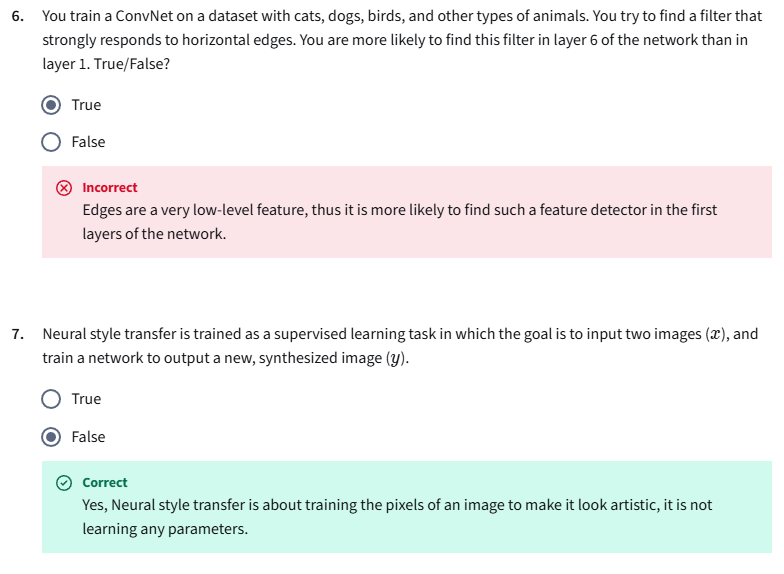 6. You train a ConvNet on a dataset with cats, dogs, birds, and other types of animals. You try to find a filter that
strongly responds to horizontal edges. You are more likely to find this filter in layer 6 of the network than in
layer 1. True/False?
True
False
Incorrect
Edges are a very low-level feature, thus it is more likely to find such a feature detector in the first
layers of the network.
7. Neural style transfer is trained as a supervised learning task in which the goal is to input two images (x), and
train a network to output a new, synthesized image (y).
True
False
Correct
Yes, Neural style transfer is about training the pixels of an image to make it look artistic, it is not
learning any parameters.